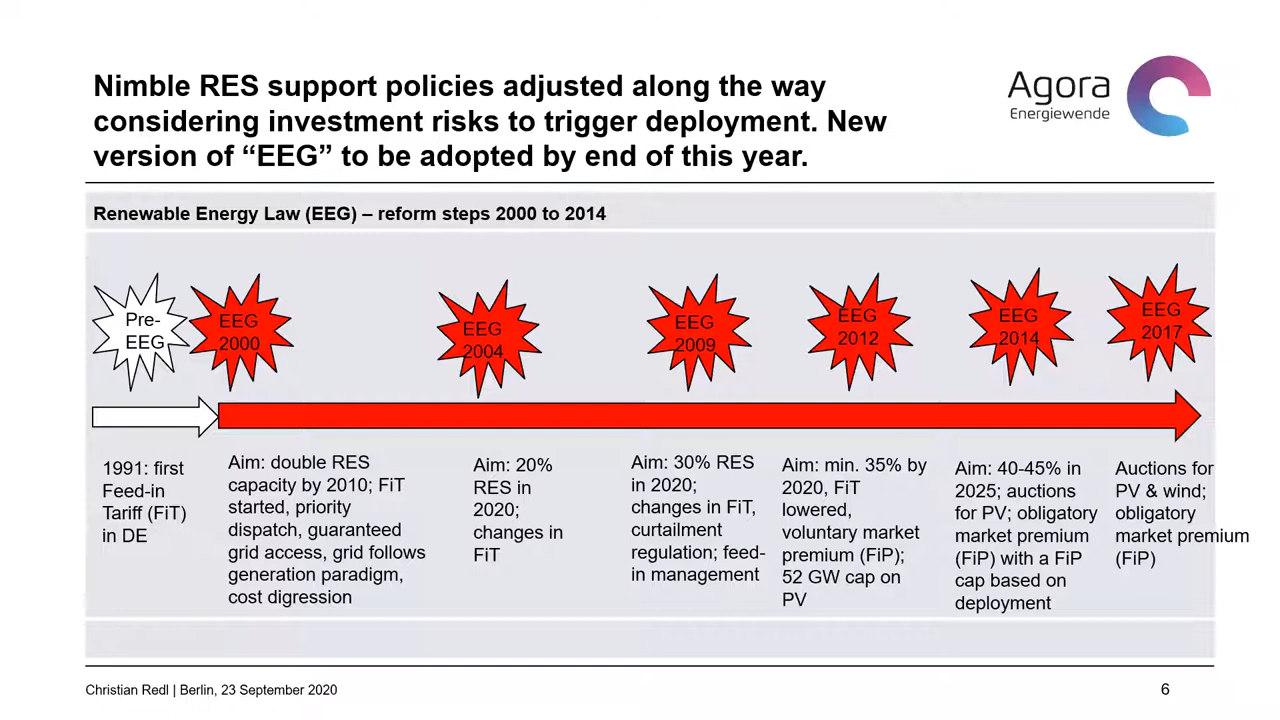 Nimble RES support policies adjusted along the way
considering investment risks to trigger deployment. New
version of “EEG” to be adopted by end of this year.
Agora
Energiewende
Renewable Energy Law (EEG) – reform steps 2000 to 2014
Pre-
EEG
EEG
2000
EEG
2004
EEG
2009
EEG
2012
EEG
2014
EEG
2017
1991: first
Feed-in
Tariff (FiT)
in DE
Aim: double RES
capacity by 2010; FiT
started, priority
dispatch, guaranteed
grid access, grid follows
generation paradigm,
cost digression
Aim: 20%
RES in
2020;
changes in
FiT
Aim: 30% RES
in 2020;
changes in FiT,
curtailment
regulation; feed-
in management
Aim: min. 35% by
2020, FiT
lowered,
voluntary market
premium (FiP);
52 GW cap on
PV
Aim: 40-45% in
2025; auctions
for PV; obligatory
market premium
(FiP) with a FiP
cap based on
deployment
Auctions for
PV & wind;
obligatory
market premium
(FiP)
Christian Redl | Berlin, 23 September 2020
6